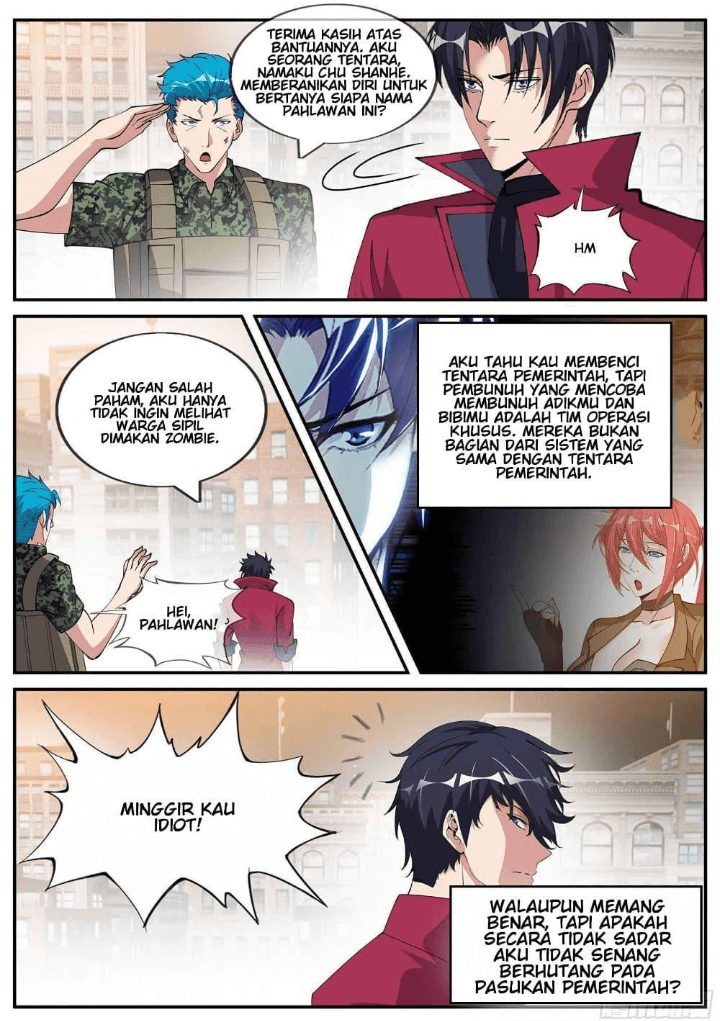 TERIMA KASIH ATAS
BANTUANNYA. AKU
SEORANG TENTARA,
NAMAKU CHU SHANHE.
MEMBERANIKAN DIRI UNTUK
BERTANYA SIAPA NAMA
PAHLAWAN INI?
HM
JANGAN SALAH
PAHAM, AKU HANYA
TIDAK INGIN MELIHAT
WARGA SIPIL
DIMAKAN ZOMBIE.
HEI,
PAHLAWAN!
AKU TAHU KAU MEMBENCI
TENTARA PEMERINTAH, TAPI
PEMBUNUH YANG MENCOBA
MEMBUNUH ADIKMU DAN
BIBIMU ADALAH TIM OPERASI
KHUSUS. MEREKA BUKAN
BAGIAN DARI SISTEM YANG
SAMA DENGAN TENTARA
PEMERINTAH.
MINGGIR KAU
IDIOT!
WALAUPUN MEMANG
BENAR, TAPI APAKAH
SECARA TIDAK SADAR
AKU TIDAK SENANG
BERHUTANG PADA
PASUKAN PEMERINTAH?